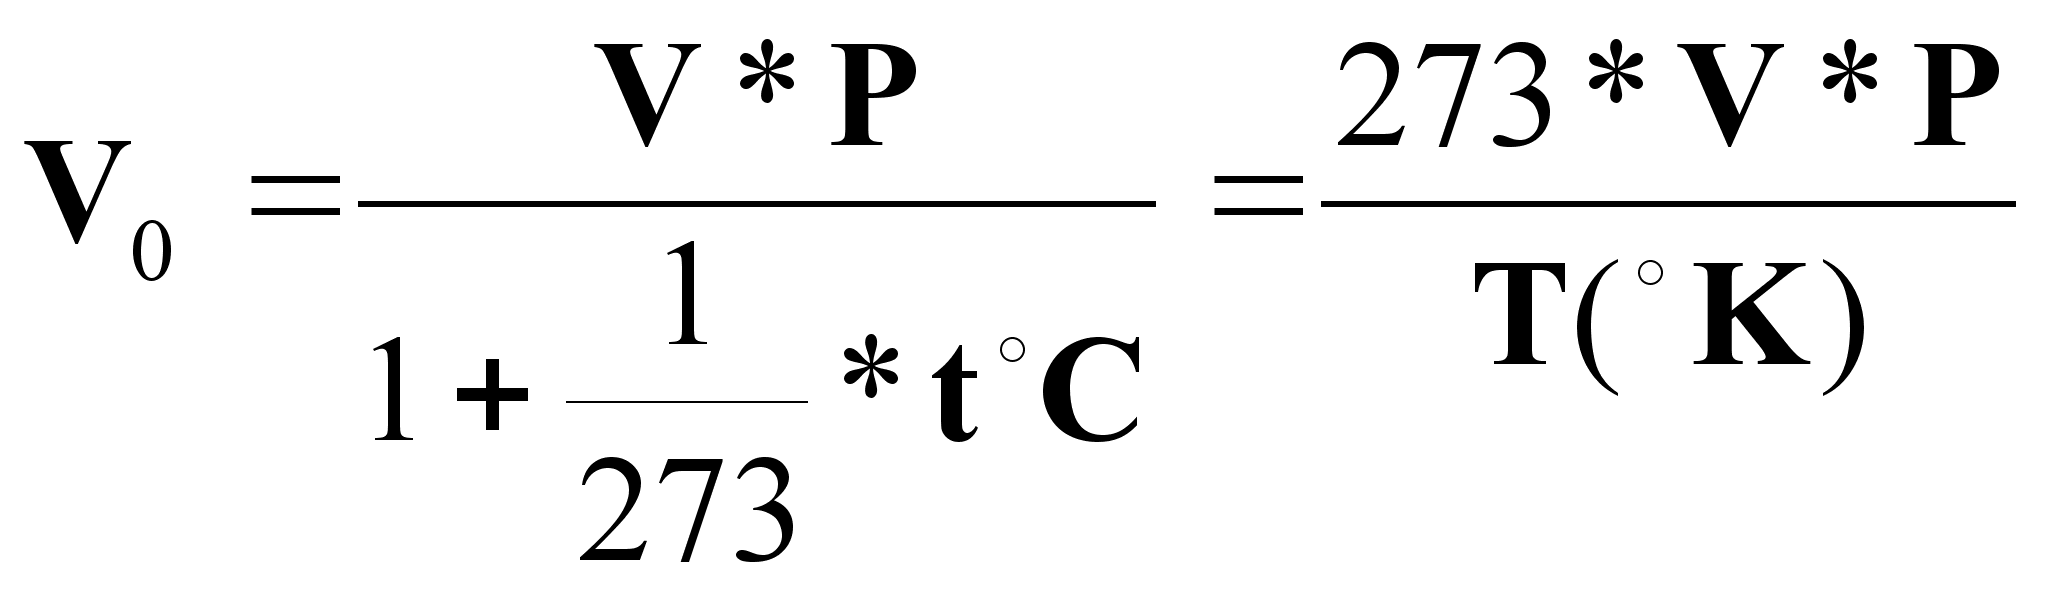 V₀ = (V * P) / (1 + (1/273) * t°C) = (273 * V * P) / (T(°K))